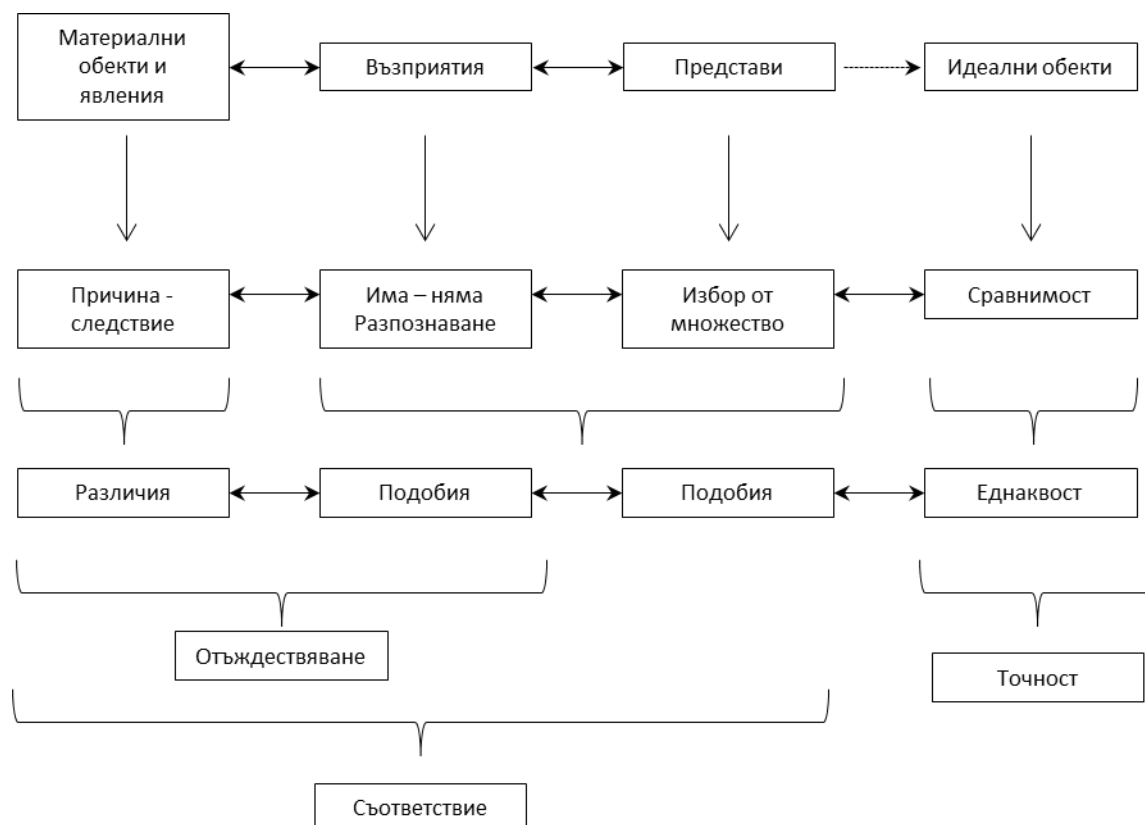 Материални
обекти и
явления
Възприятия
Представи
Идеални обекти
Причина -
следствие
Има – няма
Разпознаване
Избор от
множество
Сравнимост
Различия
Подобия
Подобия
Еднаквост
Отъждествяване
Точност
Съответствие